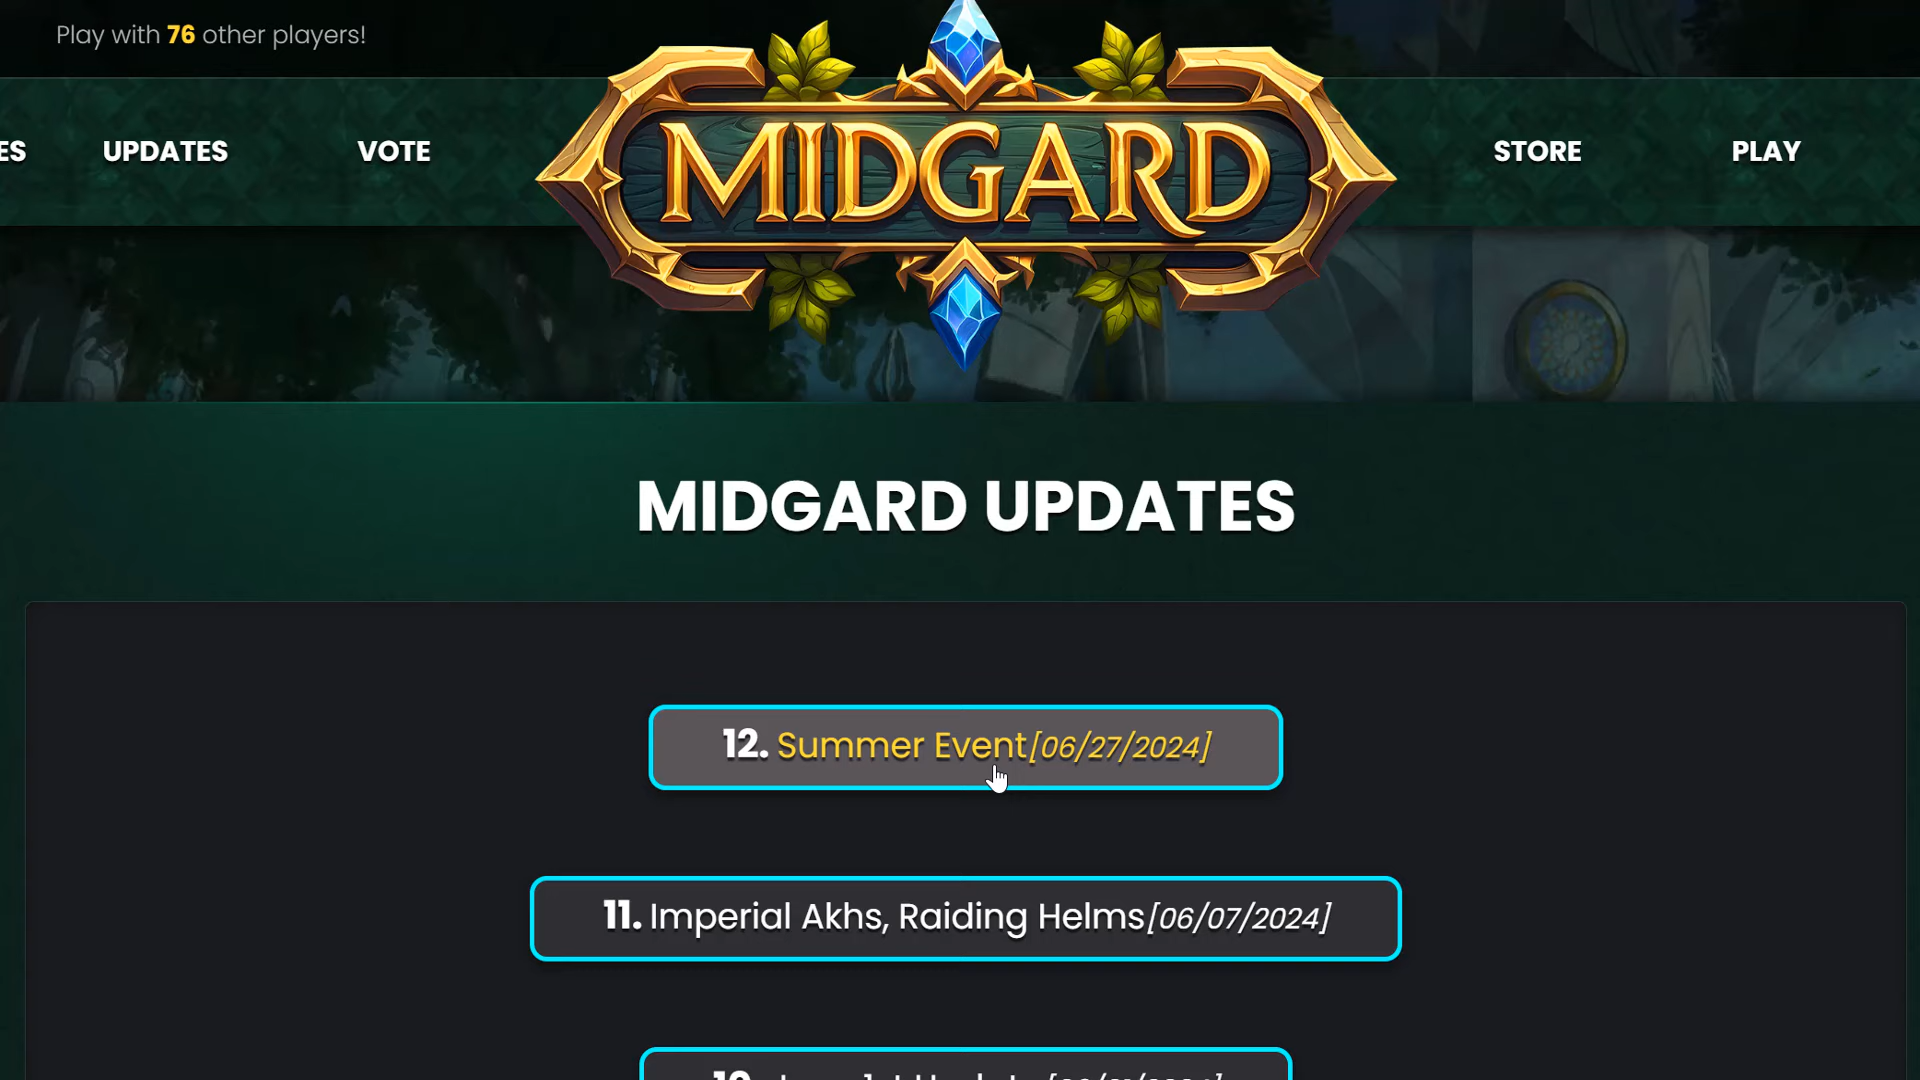 Play with 76 other players!
ES UPDATES VOTE MIDGARD STORE PLAY
MIDGARD UPDATES
12. Summer Event[06/27/2024]
11. Imperial Akhs, Raiding Helms[06/07/2024]
10.